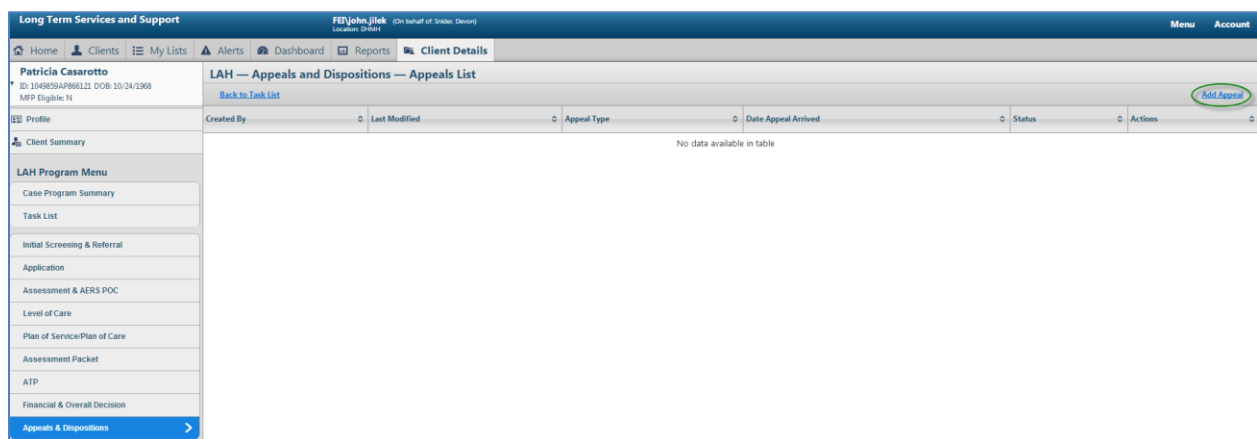 Long Term Services and Support
FEI\john.jilek (On behalf of: Snider, Devon)
Location: DHMH
Menu Account
Home Clients My Lists Alerts Dashboard Reports Client Details
Patricia Casarotto
ID: 1049859AP866121 DOB: 10/24/1968
MFP Eligible: N
LAH — Appeals and Dispositions — Appeals List
Back to Task List
Add Appeal
Profile
Created By Last Modified Appeal Type Date Appeal Arrived Status Actions
Client Summary
No data available in table
LAH Program Menu
Case Program Summary
Task List
Initial Screening & Referral
Application
Assessment & AERS POC
Level of Care
Plan of Service/Plan of Care
Assessment Packet
ATP
Financial & Overall Decision
Appeals & Dispositions